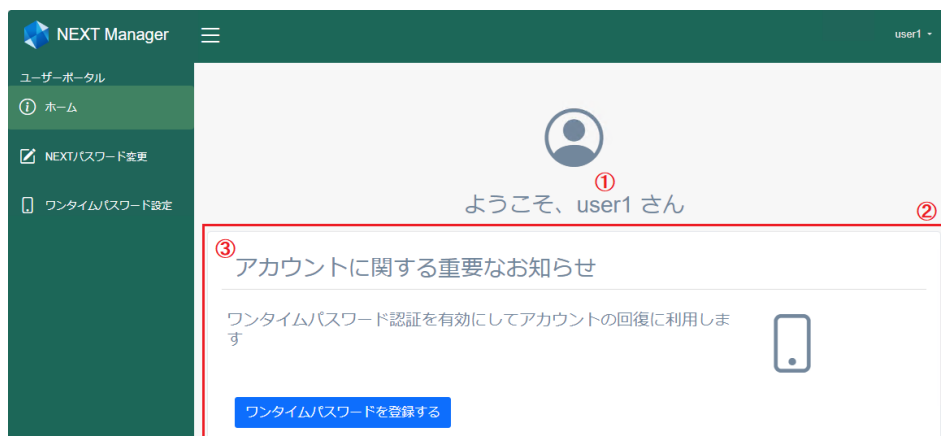 NEXT Manager
user1
ユーザーポータル
ホーム
NEXTパスワード変更
ワンタイムパスワード設定
①
ようこそ、user1 さん
②
③
アカウントに関する重要なお知らせ
ワンタイムパスワード認証を有効にしてアカウントの回復に利用しま
す
ワンタイムパスワードを登録する